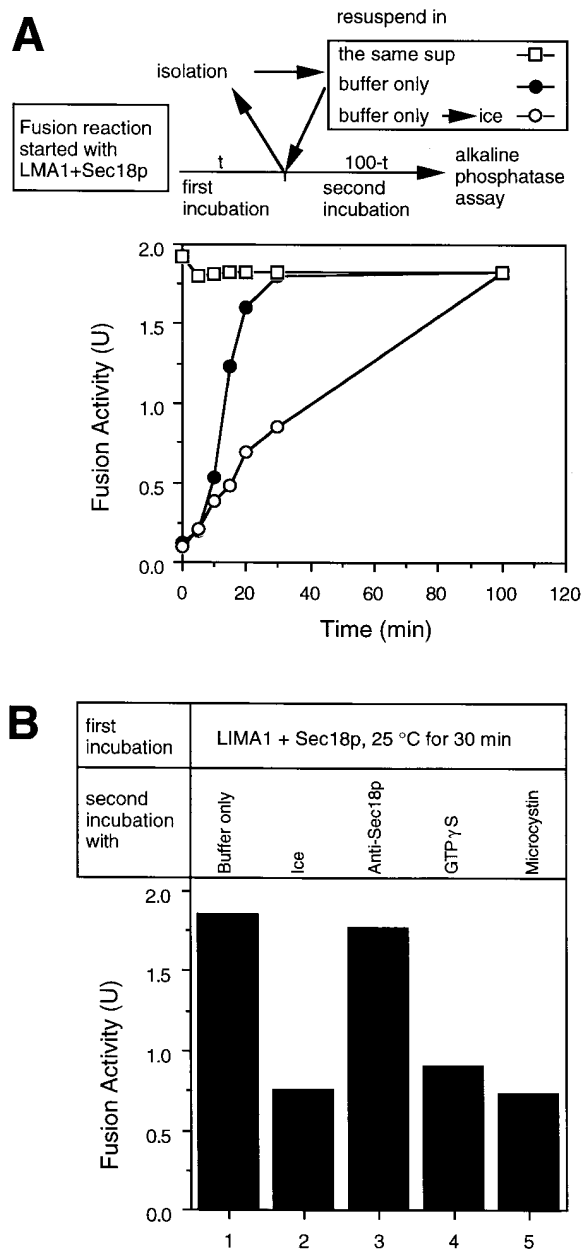 A
resuspend in
the same sup
buffer only
buffer only ice
isolation
Fusion reaction
started with
LMA1+Sec18p
t
100-t
first
incubation
second
incubation
alkaline
phosphatase
assay
Fusion Activity (U)
2.0
1.5
1.0
0.5
0.0
0 20 40 60 80 100 120
Time (min)
B
first
incubation
LIMA1 + Sec18p, 25 °C for 30 min
second
incubation
with
Buffer only
Ice
Anti-Sec18p
GTPγS
Microcystin
Fusion Activity (U)
2.0
1.5
1.0
0.5
0.0
1 2 3 4 5